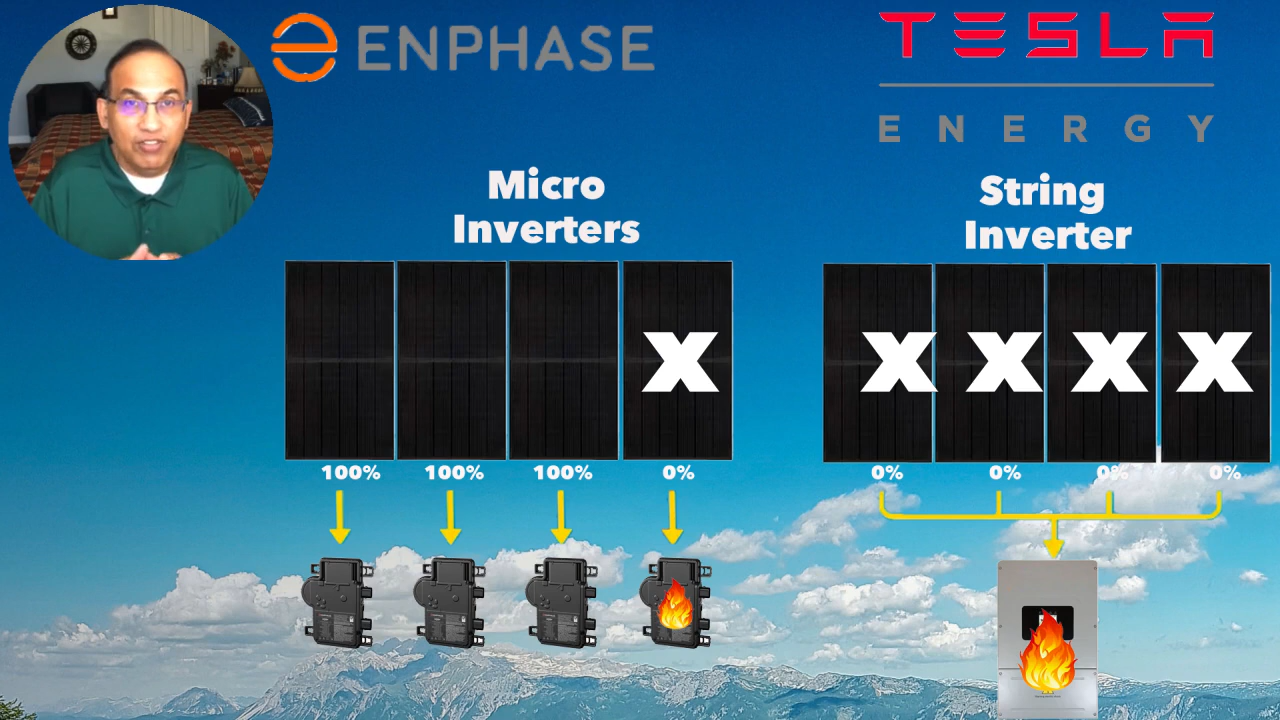 ENPHASE
TESLA
ENERGY
Micro
Inverters
String
Inverter
X
X X X X
100% 100% 100% 0%
0% 0% 0% 0%